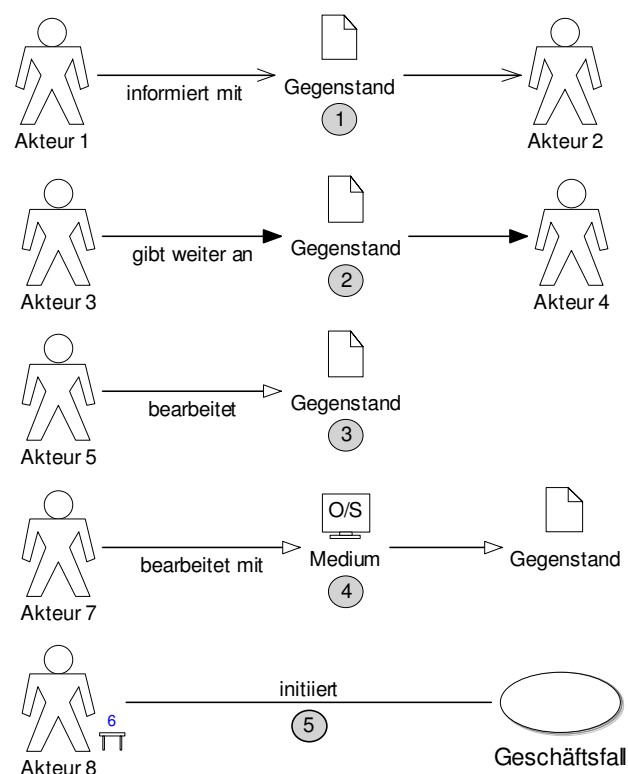 informiert mit
Gegenstand
1
Akteur 1
Akteur 2
gibt weiter an
Gegenstand
2
Akteur 3
Akteur 4
bearbeitet
Gegenstand
3
Akteur 5
O/S
bearbeitet mit
Medium
4
Gegenstand
Akteur 7
initiiert
5
6
Akteur 8
Geschäftsfall